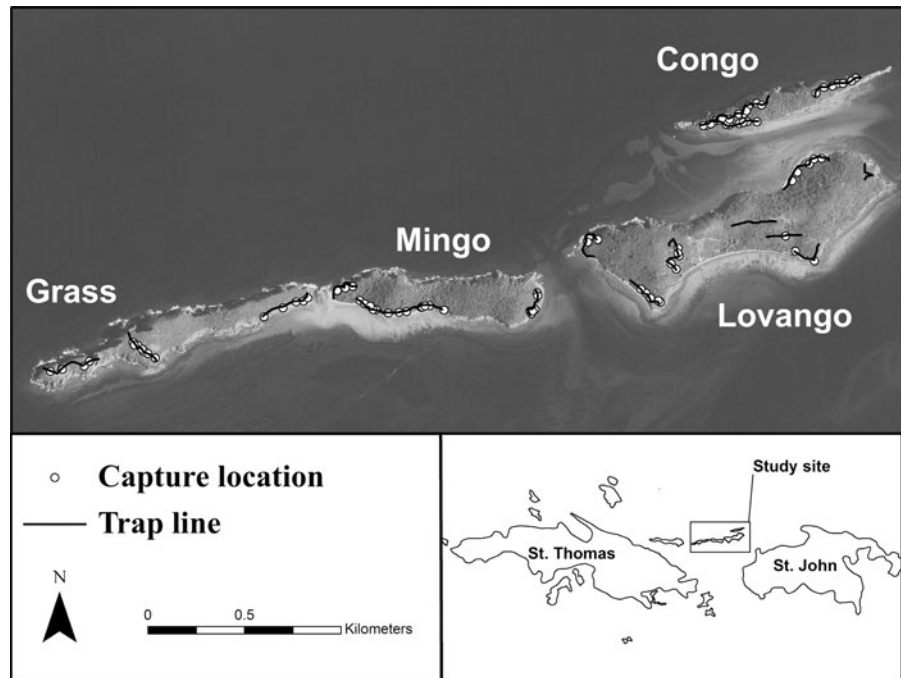 Congo
Mingo
Grass
Lovango
Capture location
Trap line
N
0 0.5
Kilometers
Study site
St. Thomas
St. John